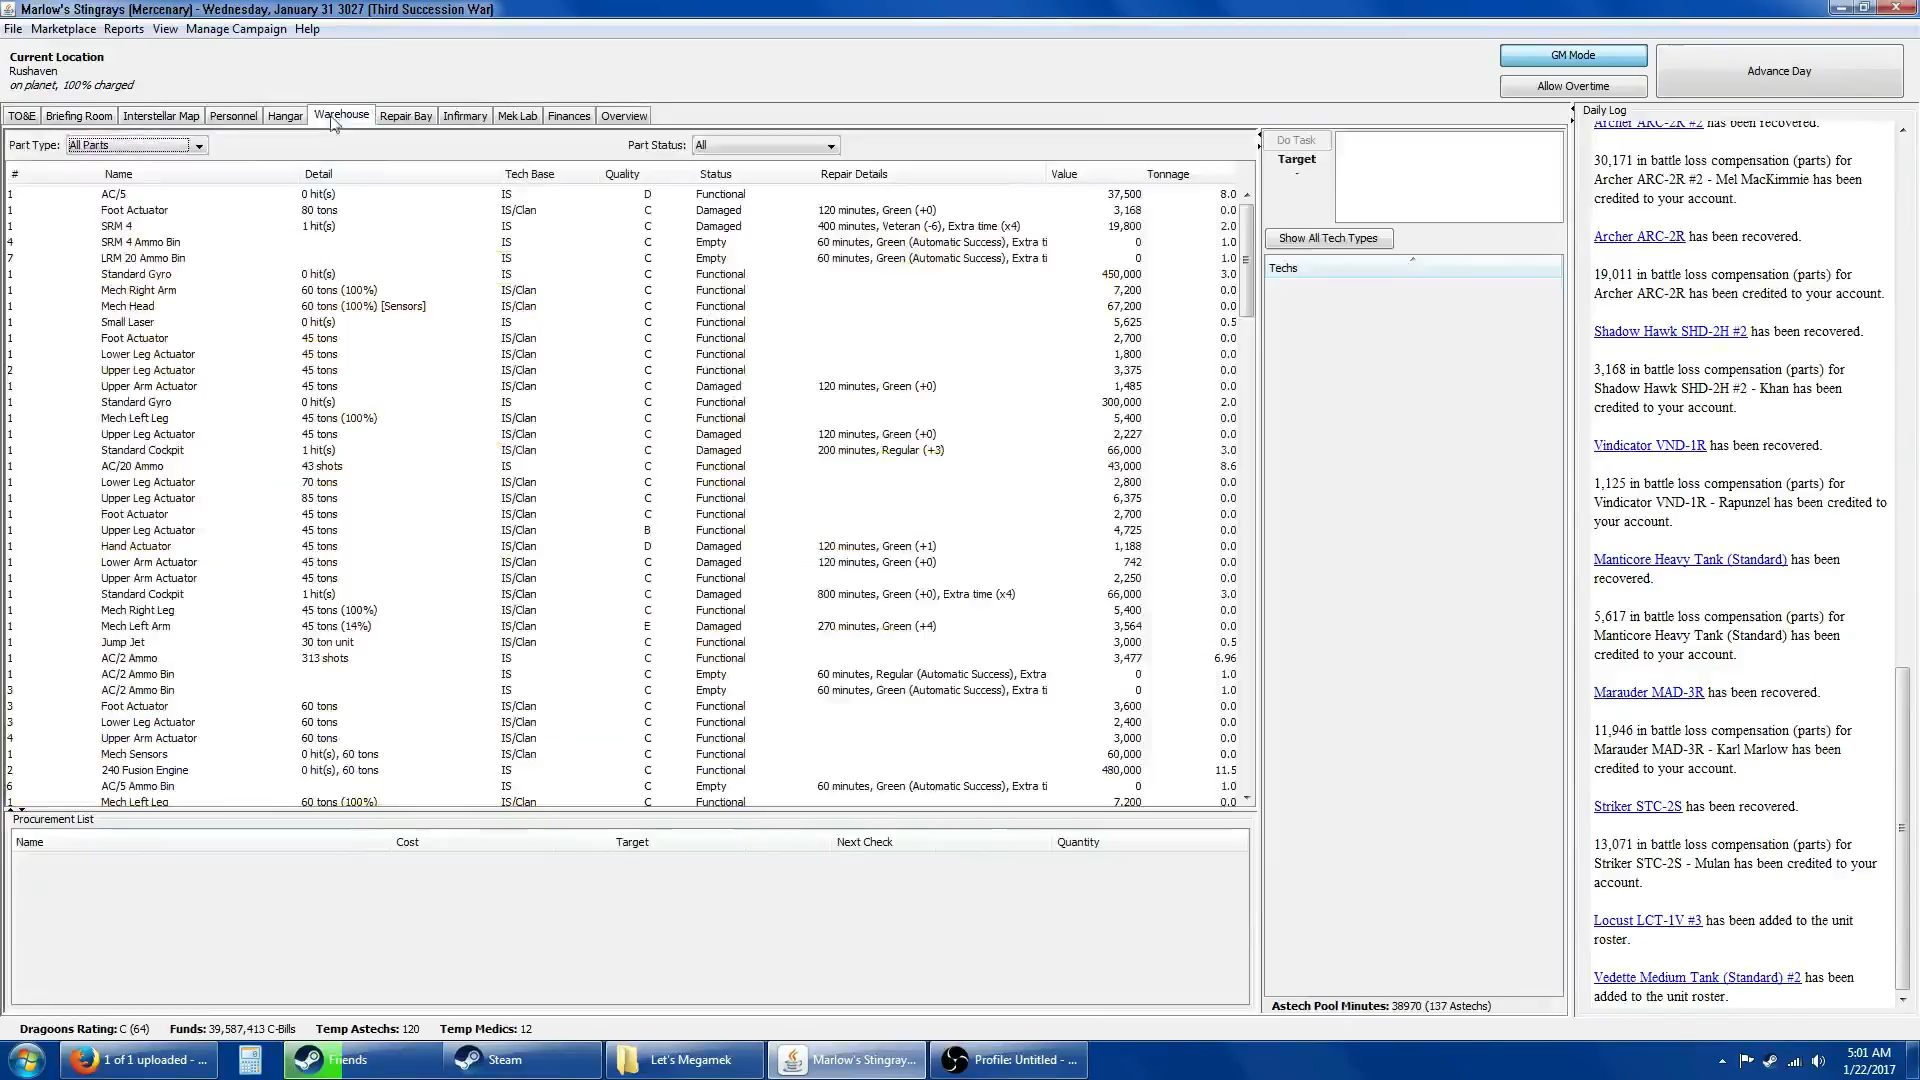 Marlow's Stingrays (Mercenary) - Wednesday, January 31 3027 (Third Succession War)
File Marketplace Reports View Manage Campaign Help
Current Location
Rushaven
on planet, 100% charged
GM Mode
Allow Overtime
Advance Day
TO&E Briefing Room Interstellar Map Personnel Hangar Warehouse Repair Bay Infirmary Mek Lab Finances Overview
Part Type: All Parts Part Status: All
# Name Detail Tech Base Quality Status Repair Details Value Tonnage
1 AC/5 0 hit(s) IS D Functional 37,500 8.0
1 Foot Actuator 80 tons IS/Clan C Damaged 120 minutes, Green (+0) 3,168 0.0
1 SRM 4 1 hit(s) IS C Damaged 400 minutes, Veteran (-6), Extra time (x4) 19,800 2.0
4 SRM 4 Ammo Bin IS C Empty 60 minutes, Green (Automatic Success), Extra ti 0 1.0
7 LRM 20 Ammo Bin IS C Empty 60 minutes, Green (Automatic Success), Extra ti 0 1.0
1 Standard Gyro 0 hit(s) IS C Functional 450,000 3.0
1 Mech Right Arm 60 tons (100%) IS/Clan C Functional 7,200 0.0
1 Mech Head 60 tons (100%) [Sensors] IS/Clan C Functional 67,200 0.0
1 Small Laser 0 hit(s) IS C Functional 5,625 0.5
1 Foot Actuator 45 tons IS/Clan C Functional 2,700 0.0
1 Lower Leg Actuator 45 tons IS/Clan C Functional 1,800 0.0
2 Upper Leg Actuator 45 tons IS/Clan C Functional 3,375 0.0
1 Upper Arm Actuator 45 tons IS/Clan C Damaged 120 minutes, Green (+0) 1,485 0.0
1 Standard Gyro 0 hit(s) IS C Functional 300,000 2.0
1 Mech Left Leg 45 tons (100%) IS/Clan C Functional 5,400 0.0
1 Upper Leg Actuator 45 tons IS/Clan C Damaged 120 minutes, Green (+0) 2,227 0.0
1 Standard Cockpit 1 hit(s) IS/Clan C Damaged 200 minutes, Regular (+3) 66,000 3.0
1 AC/20 Ammo 43 shots IS C Functional 43,000 8.6
1 Lower Leg Actuator 70 tons IS/Clan C Functional 2,800 0.0
1 Upper Leg Actuator 85 tons IS/Clan C Functional 6,375 0.0
1 Foot Actuator 45 tons IS/Clan C Functional 2,700 0.0
1 Upper Leg Actuator 45 tons IS/Clan B Functional 4,725 0.0
1 Hand Actuator 45 tons IS/Clan D Damaged 120 minutes, Green (+1) 1,188 0.0
1 Lower Arm Actuator 45 tons IS/Clan C Damaged 120 minutes, Green (+0) 742 0.0
1 Upper Arm Actuator 45 tons IS/Clan C Functional 2,250 0.0
1 Standard Cockpit 1 hit(s) IS/Clan C Damaged 800 minutes, Green (+0), Extra time (x4) 66,000 3.0
1 Mech Right Leg 45 tons (100%) IS/Clan C Functional 5,400 0.0
1 Mech Left Arm 45 tons (14%) IS/Clan E Damaged 270 minutes, Green (+4) 3,564 0.0
1 Jump Jet 30 ton unit IS/Clan C Functional 3,000 0.5
1 AC/2 Ammo 313 shots IS C Functional 3,477 6.96
1 AC/2 Ammo Bin IS C Empty 60 minutes, Regular (Automatic Success), Extra 0 1.0
3 AC/2 Ammo Bin IS C Empty 60 minutes, Green (Automatic Success), Extra ti 0 1.0
3 Foot Actuator 60 tons IS/Clan C Functional 3,600 0.0
3 Lower Leg Actuator 60 tons IS/Clan C Functional 2,400 0.0
4 Upper Arm Actuator 60 tons IS/Clan C Functional 3,000 0.0
1 Mech Sensors 0 hit(s), 60 tons IS/Clan C Functional 60,000 0.0
2 240 Fusion Engine 0 hit(s), 60 tons IS C Functional 480,000 11.5
6 AC/5 Ammo Bin IS C Empty 60 minutes, Green (Automatic Success), Extra ti 0 1.0
1 Mech Left Leg 60 tons (100%) IS/Clan C Functional 7,200 0.0
Procurement List
Name Cost Target Next Check Quantity
Do Task
Target
-
Show All Tech Types
Techs
Astech Pool Minutes: 38970 (137 Astechs)
Daily Log
Archer ARC-2R #2 has been recovered.
30,171 in battle loss compensation (parts) for
Archer ARC-2R #2 - Mel MacKimmie has been
credited to your account.
Archer ARC-2R has been recovered.
19,011 in battle loss compensation (parts) for
Archer ARC-2R has been credited to your account.
Shadow Hawk SHD-2H #2 has been recovered.
3,168 in battle loss compensation (parts) for
Shadow Hawk SHD-2H #2 - Khan has been
credited to your account.
Vindicator VND-1R has been recovered.
1,125 in battle loss compensation (parts) for
Vindicator VND-1R - Rapunzel has been credited to
your account.
Manticore Heavy Tank (Standard) has been
recovered.
5,617 in battle loss compensation (parts) for
Manticore Heavy Tank (Standard) has been
credited to your account.
Marauder MAD-3R has been recovered.
11,946 in battle loss compensation (parts) for
Marauder MAD-3R - Karl Marlow has been
credited to your account.
Striker STC-2S has been recovered.
13,071 in battle loss compensation (parts) for
Striker STC-2S - Mulan has been credited to your
account.
Locust LCT-1V #3 has been added to the unit
roster.
Vedette Medium Tank (Standard) #2 has been
added to the unit roster.
Dragoons Rating: C (64) Funds: 39,587,413 C-Bills Temp Astechs: 120 Temp Medics: 12
1 of 1 uploaded - ... Friends Steam Let's Megamek Marlow's Stingray... Profile: Untitled - ...
5:01 AM
1/22/2017